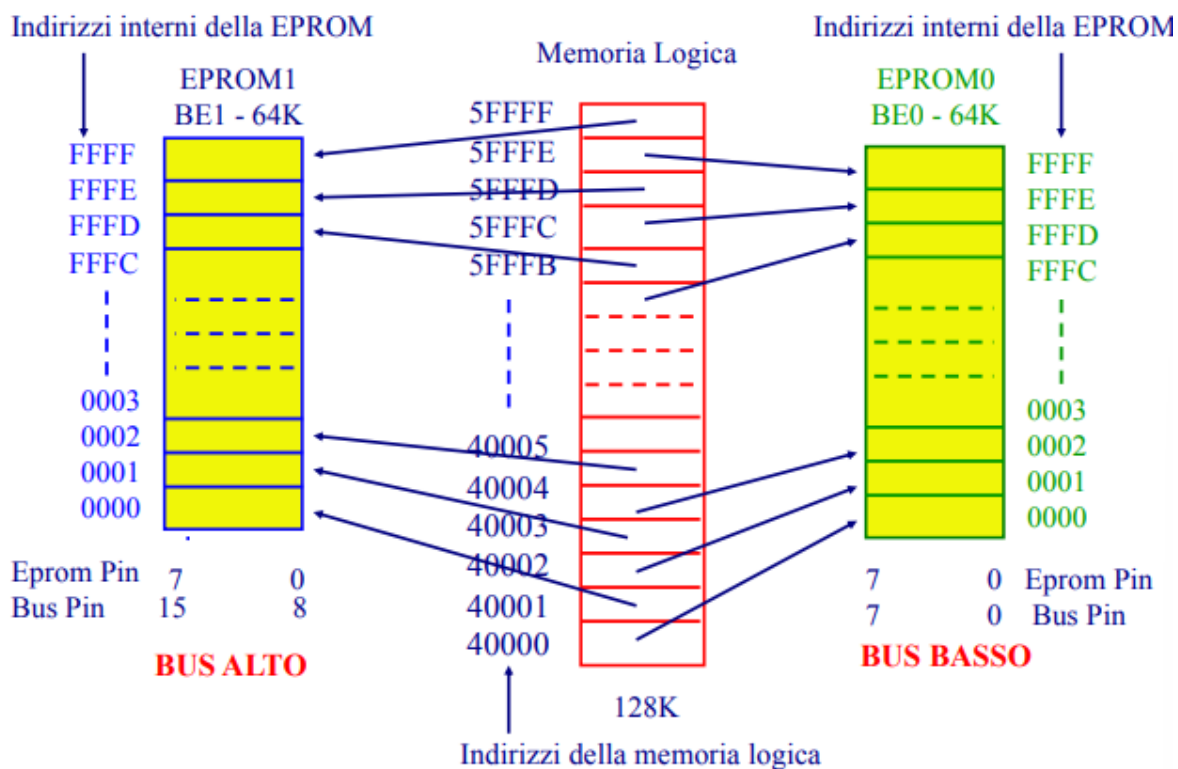 Indirizzi interni della EPROM
EPROM1
BE1 - 64K
FFFF
FFFE
FFFD
FFFC
0003
0002
0001
0000
Eprom Pin 7 0
Bus Pin 15 8
BUS ALTO
Memoria Logica
5FFFF
5FFFE
5FFFD
5FFFC
5FFFB
40005
40004
40003
40002
40001
40000
128K
Indirizzi della memoria logica
Indirizzi interni della EPROM
EPROM0
BE0 - 64K
FFFF
FFFE
FFFD
FFFC
0003
0002
0001
0000
7 0 Eprom Pin
7 0 Bus Pin
BUS BASSO